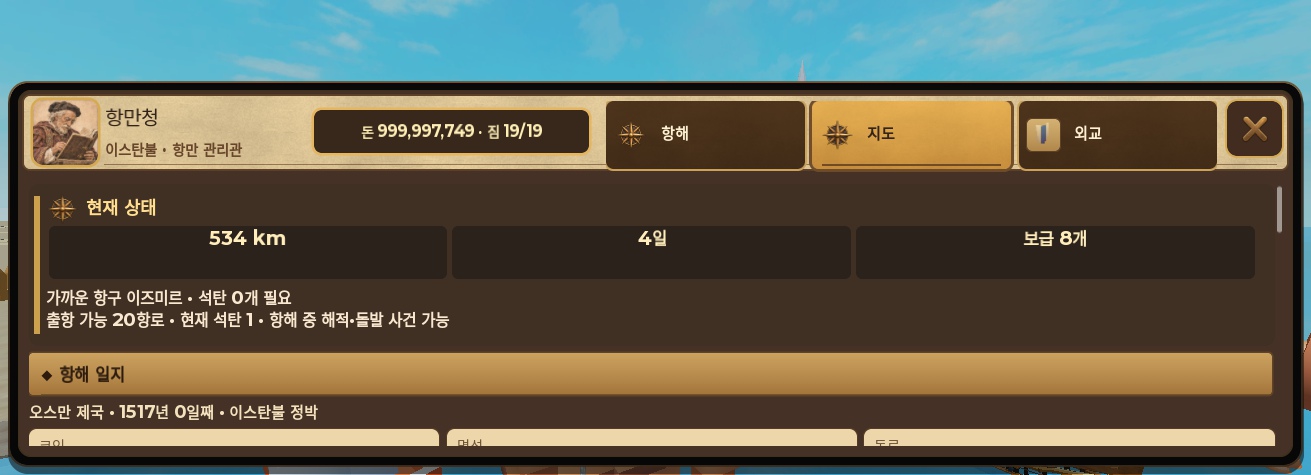 항만청
이스탄불 • 항만 관리관
돈 999,997,749 · 짐 19/19
항해
지도
외교
현재 상태
534 km
4일
보급 8개
가까운 항구 이즈미르 • 석탄 0개 필요
출항 가능 20항로 • 현재 석탄 1 • 항해 중 해적•돌발 사건 가능
◆ 항해 일지
오스만 제국 • 1517년 0일째 • 이스탄불 정박